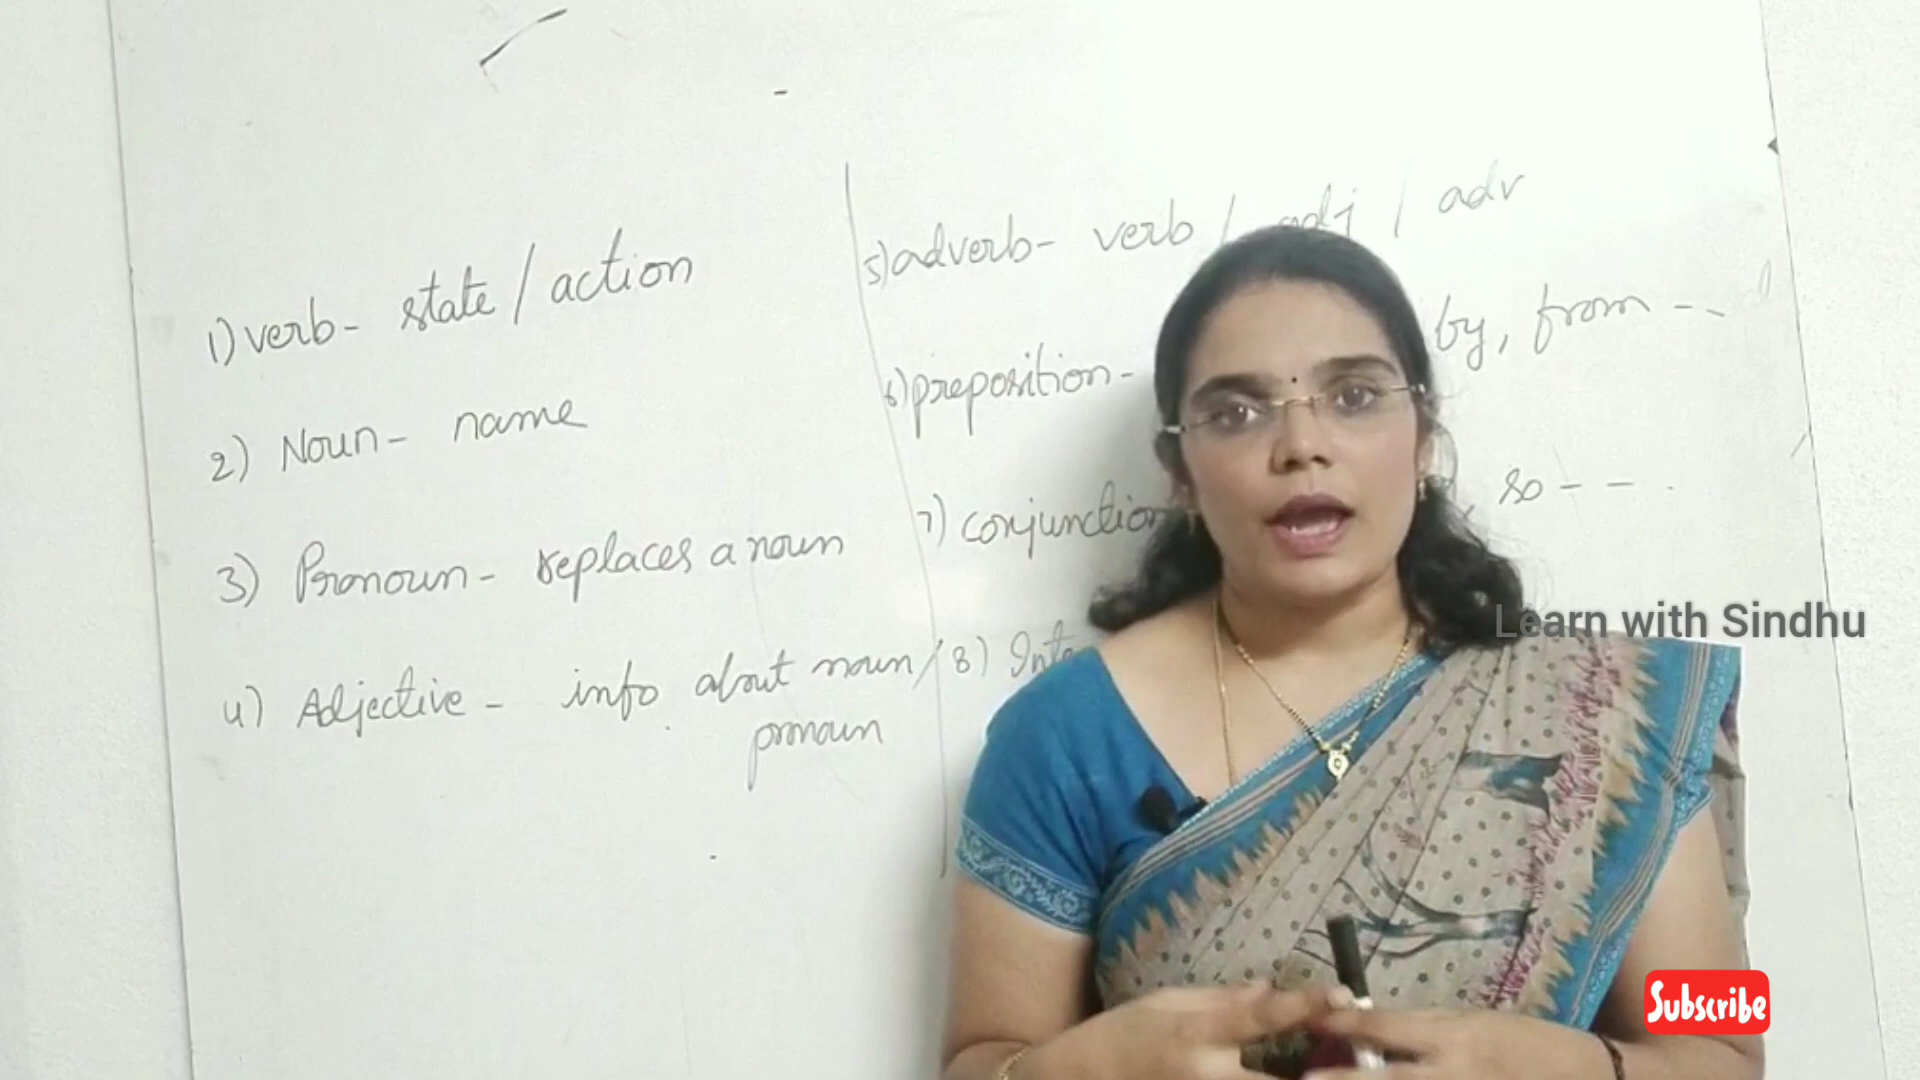 1) verb - state / action
2) Noun - name
3) Pronoun - replaces a noun
4) Adjective - info about noun /
pronoun
5) adverb - verb / adj / adv
6) preposition - by, from - -
7) conjunction , so - - .
8) Inte
Learn with Sindhu
Subscribe